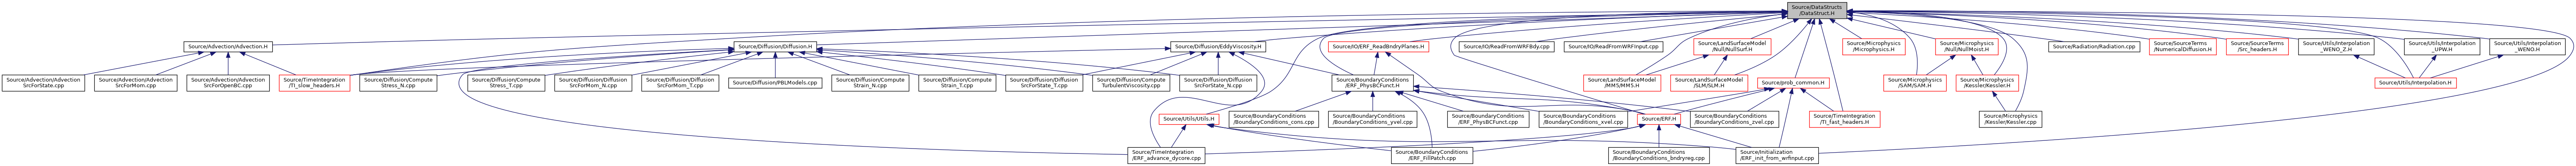 Source/DataStructs
/DataStruct.H
Source/Advection/Advection.H
Source/Diffusion/Diffusion.H
Source/Diffusion/EddyViscosity.H
Source/IO/ERF_ReadBndryPlanes.H
Source/IO/ReadFromWRFBdy.cpp
Source/IO/ReadFromWRFInput.cpp
Source/LandSurfaceModel
/Null/NullSurf.H
Source/Microphysics
/Microphysics.H
Source/Microphysics
/Null/NullMoist.H
Source/Radiation/Radiation.cpp
Source/SourceTerms
/NumericalDiffusion.H
Source/SourceTerms
/Src_headers.H
Source/Utils/Interpolation
_WENO_Z.H
Source/Utils/Interpolation
_UPW.H
Source/Utils/Interpolation
_WENO.H
Source/Advection/Advection
SrcForState.cpp
Source/Advection/Advection
SrcForMom.cpp
Source/Advection/Advection
SrcForOpenBC.cpp
Source/TimeIntegration
/TI_slow_headers.H
Source/Diffusion/Compute
Stress_N.cpp
Source/Diffusion/Compute
Stress_T.cpp
Source/Diffusion/Diffusion
SrcForMom_N.cpp
Source/Diffusion/Diffusion
SrcForMom_T.cpp
Source/Diffusion/PBLModels.cpp
Source/Diffusion/Compute
Strain_N.cpp
Source/Diffusion/Compute
Strain_T.cpp
Source/Diffusion/Diffusion
SrcForState_T.cpp
Source/Diffusion/Compute
TurbulentViscosity.cpp
Source/Diffusion/Diffusion
SrcForState_N.cpp
Source/BoundaryConditions
/ERF_PhysBCFunct.H
Source/LandSurfaceModel
/MM5/MM5.H
Source/LandSurfaceModel
/SLM/SLM.H
Source/prob_common.H
Source/Microphysics
/SAM/SAM.H
Source/Microphysics
/Kessler/Kessler.H
Source/Utils/Interpolation.H
Source/Utils/Utils.H
Source/BoundaryConditions
/BoundaryConditions_cons.cpp
Source/BoundaryConditions
/BoundaryConditions_yvel.cpp
Source/BoundaryConditions
/ERF_PhysBCFunct.cpp
Source/BoundaryConditions
/BoundaryConditions_xvel.cpp
Source/ERF.H
Source/BoundaryConditions
/BoundaryConditions_zvel.cpp
Source/TimeIntegration
/TI_fast_headers.H
Source/Microphysics
/Kessler/Kessler.cpp
Source/TimeIntegration
/ERF_advance_dycore.cpp
Source/BoundaryConditions
/ERF_FillPatch.cpp
Source/BoundaryConditions
/BoundaryConditions_bndryreg.cpp
Source/Initialization
/ERF_init_from_wrfinput.cpp